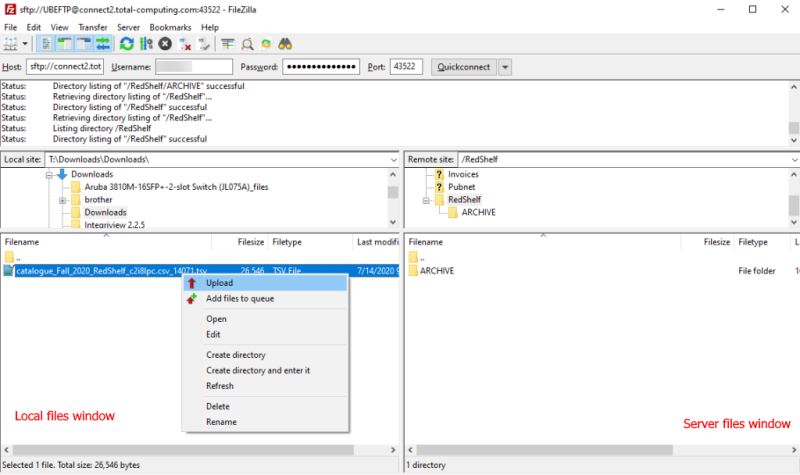 sftp://UBEFTP@connect2.total-computing.com:43522 - FileZilla
File Edit View Transfer Server Bookmarks Help
Host: sftp://connect2.tot Username: Password: ●●●●●●●●●●●●●● Port: 43522 Quickconnect
Status: Directory listing of "/RedShelf/ARCHIVE" successful
Status: Retrieving directory listing of "/RedShelf"...
Status: Directory listing of "/RedShelf" successful
Status: Retrieving directory listing of "/RedShelf"...
Status: Listing directory /RedShelf
Status: Directory listing of "/RedShelf" successful
Local site: T:\Downloads\Downloads\
Downloads
Aruba 3810M-16SFP+-2-slot Switch (JL075A)_files
brother
Downloads
Integriview 2.2.5
Remote site: /RedShelf
? Invoices
? Pubnet
RedShelf
ARCHIVE
Filename Filesize Filetype Last modifi
..
catalogue_Fall_2020_RedShelf_c2i8lpc.csv_14071.tsv 26,546 TSV File 7/14/2020 9
Upload
Add files to queue
Open
Edit
Create directory
Create directory and enter it
Refresh
Delete
Rename
Local files window
Selected 1 file. Total size: 26,546 bytes
Filename Filesize Filetype L
..
ARCHIVE File folder 10
Server files window
1 directory